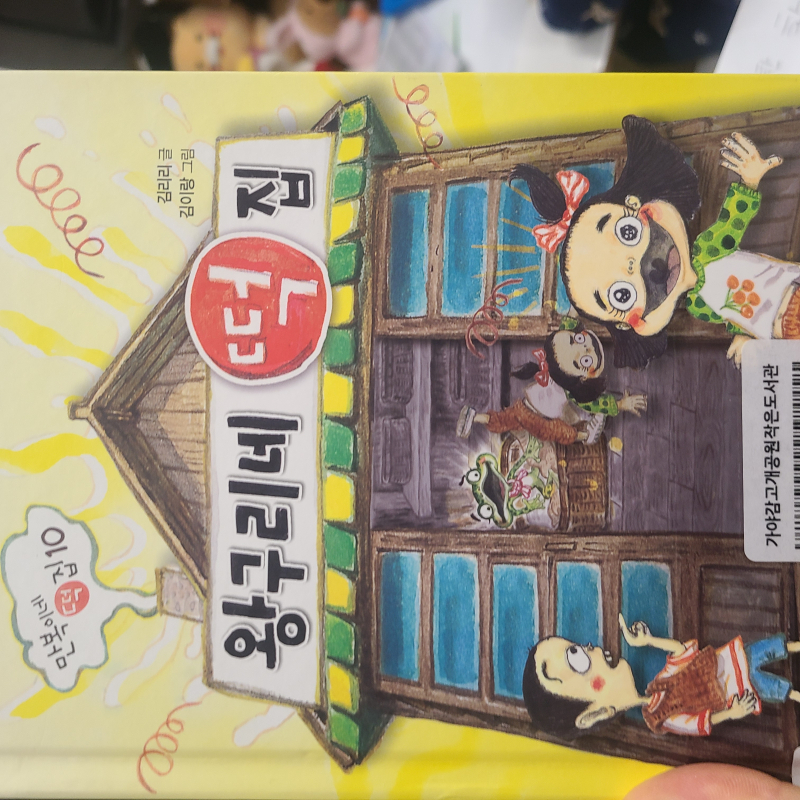 만복이네 떡 집 10
왕구리네 떡 집
김리리 글
김이랑 그림
가야감고개공원작은도서관